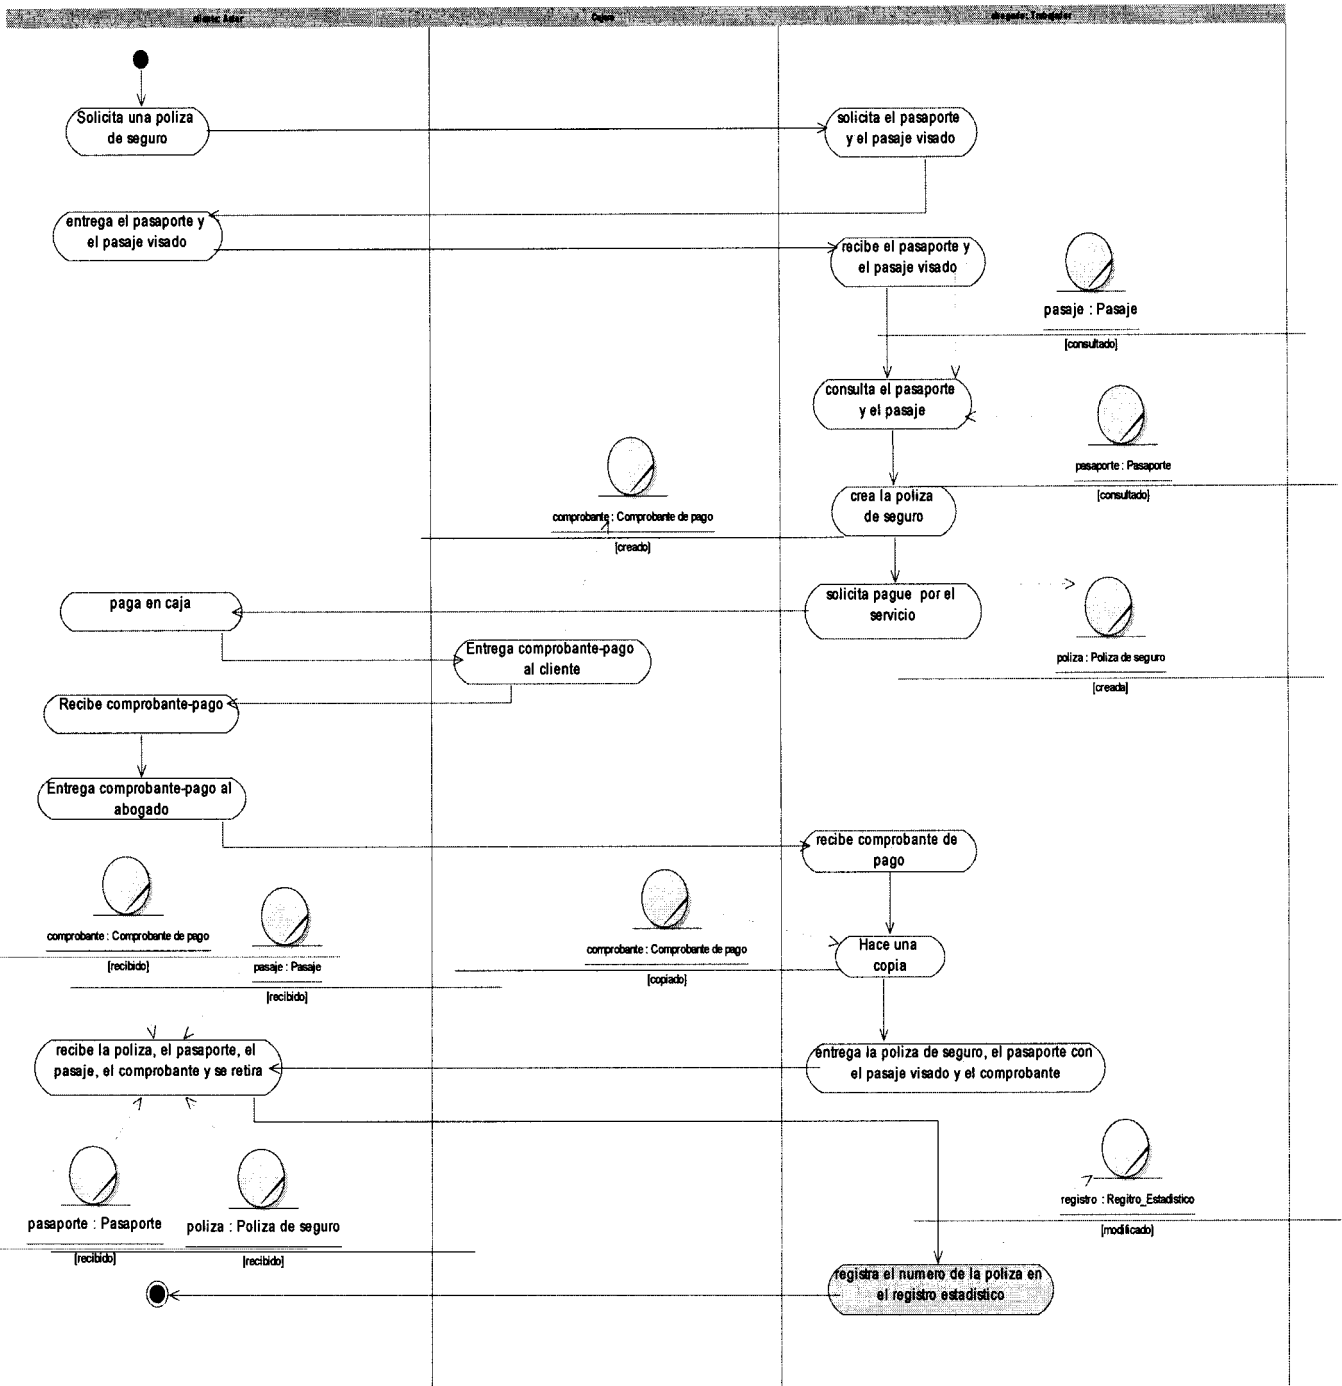 cliente: Actor
Cajero
abogado: Trabajador
Solicita una poliza
de seguro
solicita el pasaporte
y el pasaje visado
entrega el pasaporte y
el pasaje visado
recibe el pasaporte y
el pasaje visado
pasaje : Pasaje
[consultado]
consulta el pasaporte
y el pasaje
pasaporte : Pasaporte
[consultado]
crea la poliza
de seguro
comprobante : Comprobante de pago
[creado]
paga en caja
solicita pague por el
servicio
poliza : Poliza de seguro
[creada]
Entrega comprobante-pago
al cliente
Recibe comprobante-pago
Entrega comprobante-pago al
abogado
recibe comprobante de
pago
comprobante : Comprobante de pago
[recibido]
pasaje : Pasaje
[recibido]
comprobante : Comprobante de pago
[copiado]
Hace una
copia
recibe la poliza, el pasaporte, el
pasaje, el comprobante y se retira
entrega la poliza de seguro, el pasaporte con
el pasaje visado y el comprobante
pasaporte : Pasaporte
[recibido]
poliza : Poliza de seguro
[recibido]
registro : Regitro_Estadistico
[modificado]
registra el numero de la poliza en
el registro estadistico